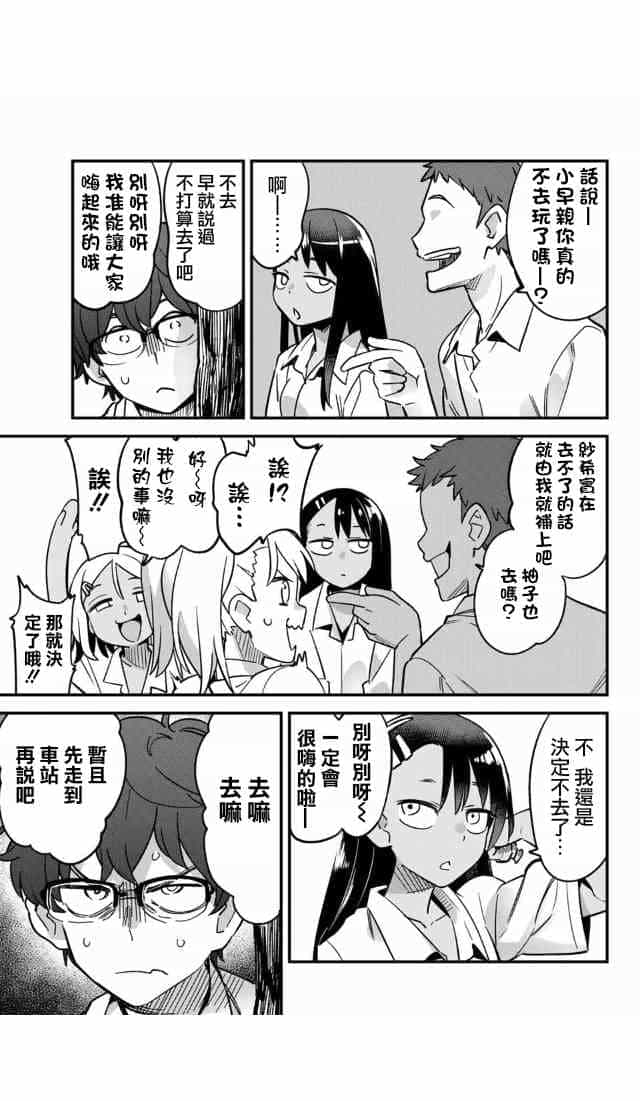 話說—
小早親你真的
不去玩了嗎—？
啊—
…
不去
早就說過
不打算去了吧
別呀別呀
我准能讓大家
嗨起來的哦
紗希實在
去不了的話
就由我就補上吧
柚子也
去嗎？
誒!?
誒…
好～呀
我也沒
別的事嘛～
誒!!
那就決
定了哦!!
不 我還是
決定不去了…
別呀別呀～
一定會
很嗨的啦—
去嘛
去嘛
暫且
先走到
車站
再說吧